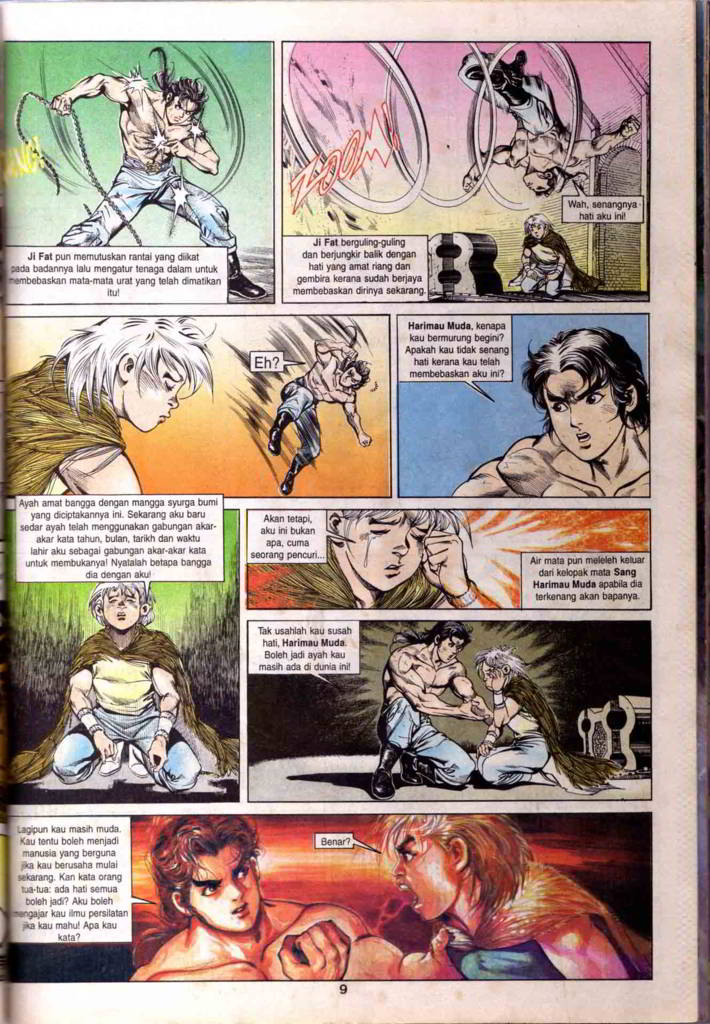 Ji Fat pun memutuskan rantai yang diikat
pada badannya lalu mengatur tenaga dalam untuk
membebaskan mata-mata urat yang telah dimatikan
itu!
ZOOM!
Wah, senangnya
hati aku ini!
Ji Fat berguling-guling
dan berjungkir balik dengan
hati yang amat riang dan
gembira kerana sudah berjaya
membebaskan dirinya sekarang.
Eh?
Harimau Muda, kenapa
kau bermurung begini?
Apakah kau tidak senang
hati kerana kau telah
membebaskan aku ini?
Ayah amat bangga dengan mangga syurga bumi
yang diciptakannya ini. Sekarang aku baru
sedar ayah telah menggunakan gabungan akar-
akar kata tahun, bulan, tarikh dan waktu
lahir aku sebagai gabungan akar-akar kata
untuk membukanya! Nyatalah betapa bangga
dia dengan aku!
Akan tetapi,
aku ini bukan
apa, cuma
seorang pencuri...
Air mata pun meleleh keluar
dari kelopak mata Sang
Harimau Muda apabila dia
terkenang akan bapanya.
Tak usahlah kau susah
hati, Harimau Muda.
Boleh jadi ayah kau
masih ada di dunia ini!
Lagipun kau masih muda.
Kau tentu boleh menjadi
manusia yang berguna
jika kau berusaha mulai
sekarang. Kan kata orang
tua-tua: ada hati semua
boleh jadi? Aku boleh
mengajar kau ilmu persilatan
jika kau mahu! Apa kau
kata?
Benar?
9